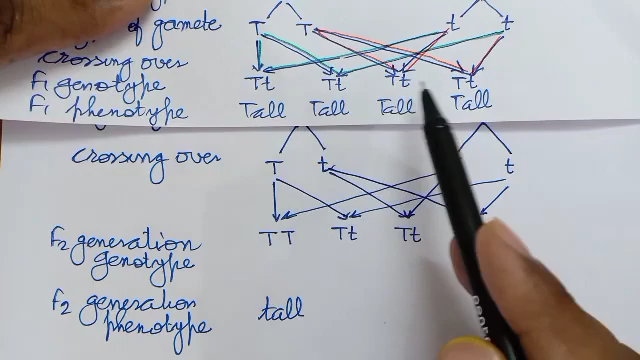 of gamete T T t t
crossing over
F1 genotype Tt Tt Tt Tt
F1 phenotype Tall Tall Tall Tall
crossing over T t t
F2 generation genotype TT Tt Tt
F2 generation phenotype tall